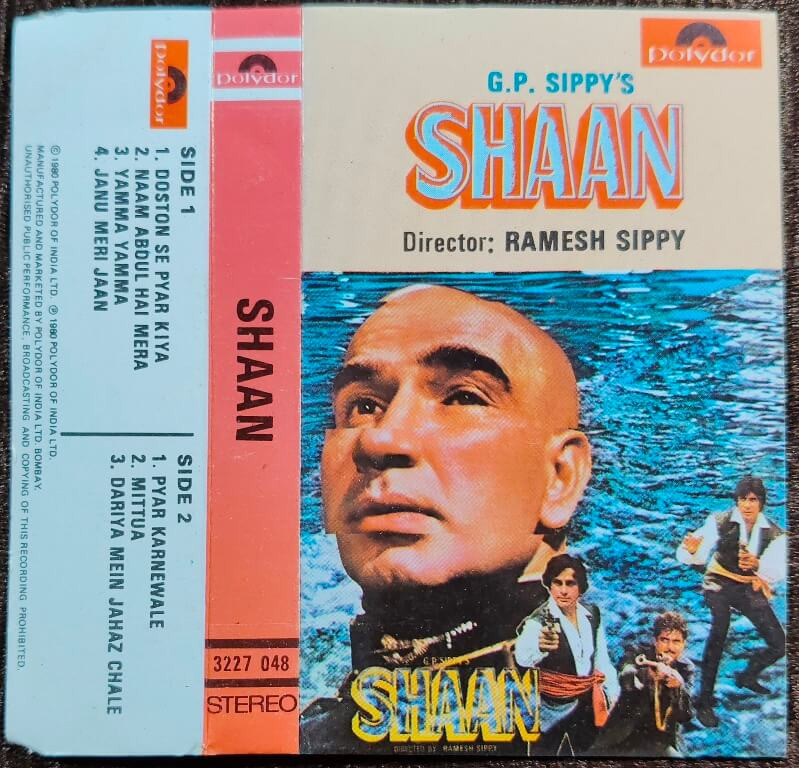 Polydor
SIDE 1
1. DOSTON SE PYAR KIYA
2. NAAM ABDUL HAI MERA
3. YAMMA YAMMA
4. JANU MERI JAAN
SIDE 2
1. PYAR KARNEWALE
2. MITTUA
3. DARIYA MEIN JAHAZ CHALE
© 1980 POLYDOR OF INDIA LTD. ℗ 1980 POLYDOR OF INDIA LTD.
MANUFACTURED AND MARKETED BY POLYDOR OF INDIA LTD. BOMBAY.
UNAUTHORISED PUBLIC PERFORMANCE, BROADCASTING AND COPYING OF THIS RECORDING PROHIBITED.
Polydor
SHAAN
3227 048
STEREO
Polydor
G.P. SIPPY'S
SHAAN
Director: RAMESH SIPPY
G.P. SIPPY'S
SHAAN
DIRECTED BY RAMESH SIPPY